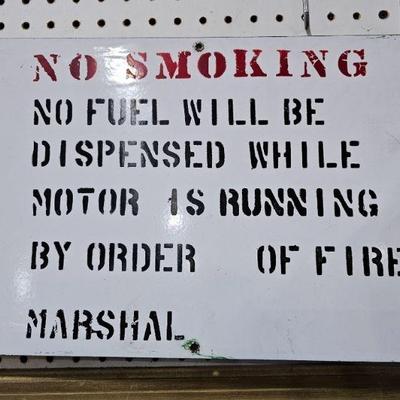 NO SMOKING
NO FUEL WILL BE
DISPENSED WHILE
MOTOR IS RUNNING
BY ORDER OF FIRE
MARSHAL